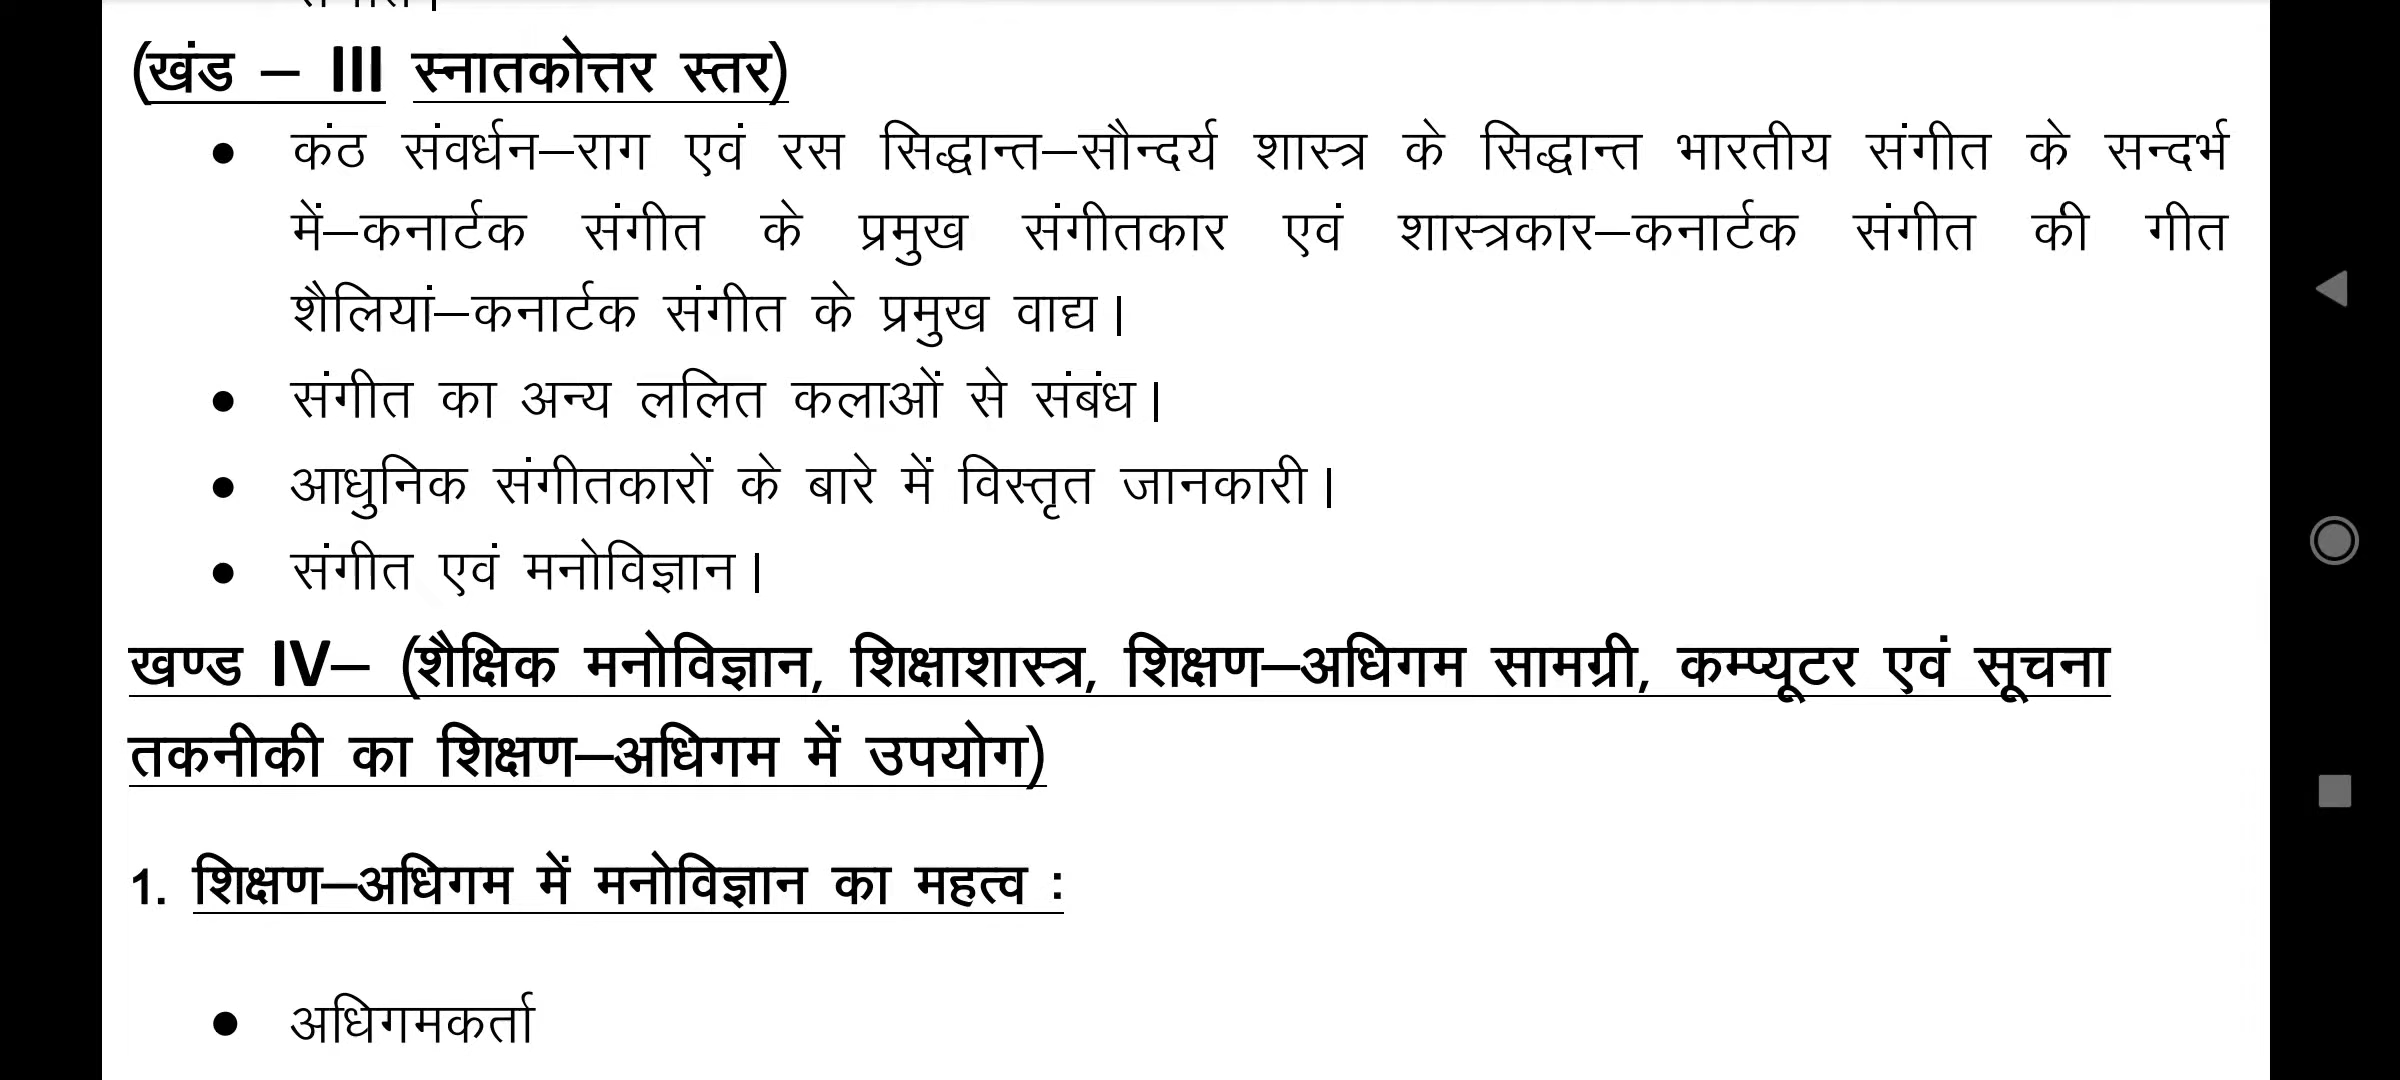 (खंड – III स्नातकोत्तर स्तर)
● कंठ संवर्धन–राग एवं रस सिद्धान्त–सौन्दर्य शास्त्र के सिद्धान्त भारतीय संगीत के सन्दर्भ
में–कनार्टक संगीत के प्रमुख संगीतकार एवं शास्त्रकार–कनार्टक संगीत की गीत
शैलियां–कनार्टक संगीत के प्रमुख वाद्य।
● संगीत का अन्य ललित कलाओं से संबंध।
● आधुनिक संगीतकारों के बारे में विस्तृत जानकारी।
● संगीत एवं मनोविज्ञान।
खण्ड IV– (शैक्षिक मनोविज्ञान, शिक्षाशास्त्र, शिक्षण–अधिगम सामग्री, कम्प्यूटर एवं सूचना
तकनीकी का शिक्षण–अधिगम में उपयोग)
1. शिक्षण–अधिगम में मनोविज्ञान का महत्व :
● अधिगमकर्ता